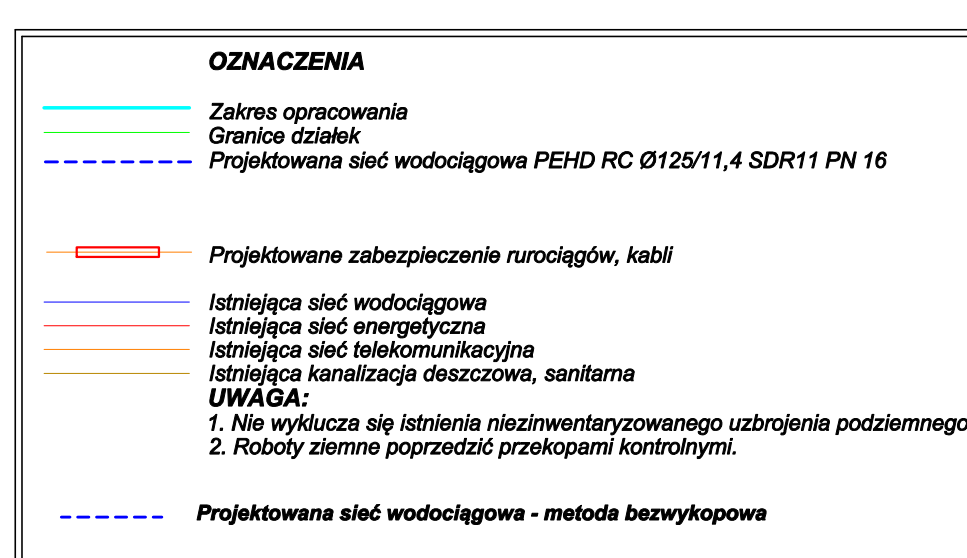 OZNACZENIA
Zakres opracowania
Granice działek
Projektowana sieć wodociągowa PEHD RC Ø125/11,4 SDR11 PN 16
Projektowane zabezpieczenie rurociągów, kabli
Istniejąca sieć wodociągowa
Istniejąca sieć energetyczna
Istniejąca sieć telekomunikacyjna
Istniejąca kanalizacja deszczowa, sanitarna
UWAGA:
1. Nie wyklucza się istnienia niezinwentaryzowanego uzbrojenia podziemnego
2. Roboty ziemne poprzedzić przekopami kontrolnymi.
Projektowana sieć wodociągowa - metoda bezwykopowa